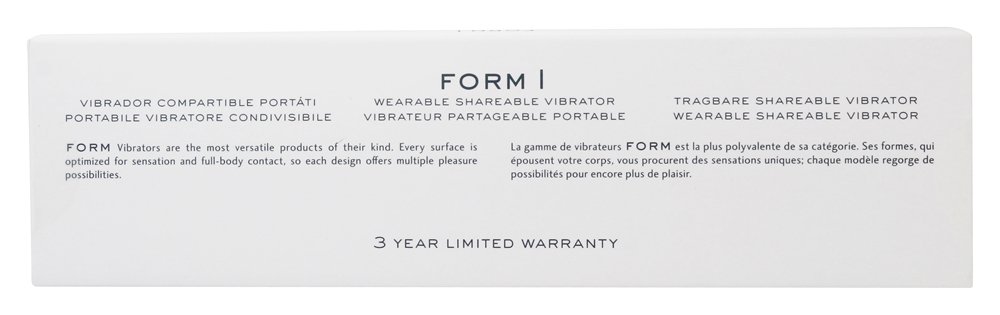 FORM I
VIBRADOR COMPARTIBLE PORTÁTI
WEARABLE SHAREABLE VIBRATOR
TRAGBARE SHAREABLE VIBRATOR
PORTABILE VIBRATORE CONDIVISIBILE
VIBRATEUR PARTAGEABLE PORTABLE
WEARABLE SHAREABLE VIBRATOR
FORM Vibrators are the most versatile products of their kind. Every surface is
optimized for sensation and full-body contact, so each design offers multiple pleasure
possibilities.
La gamme de vibrateurs FORM est la plus polyvalente de sa catégorie. Ses formes, qui
épousent votre corps, vous procurent des sensations uniques; chaque modèle regorge de
possibilités pour encore plus de plaisir.
3 YEAR LIMITED WARRANTY